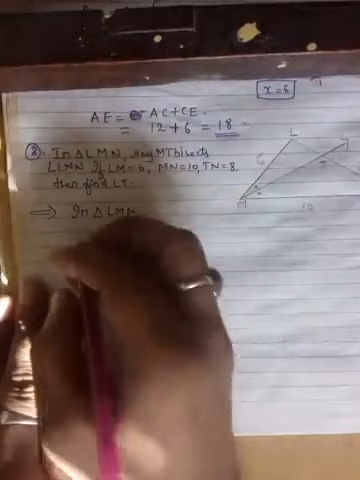 x=6
AE = AC+CE.
= 12+6 = 18
8. In △LMN, ray MT bisects
∠LMN If LM=6, MN=10, TN=8.
then find LT.
⇒ In △LMN
L
6
T
M
10